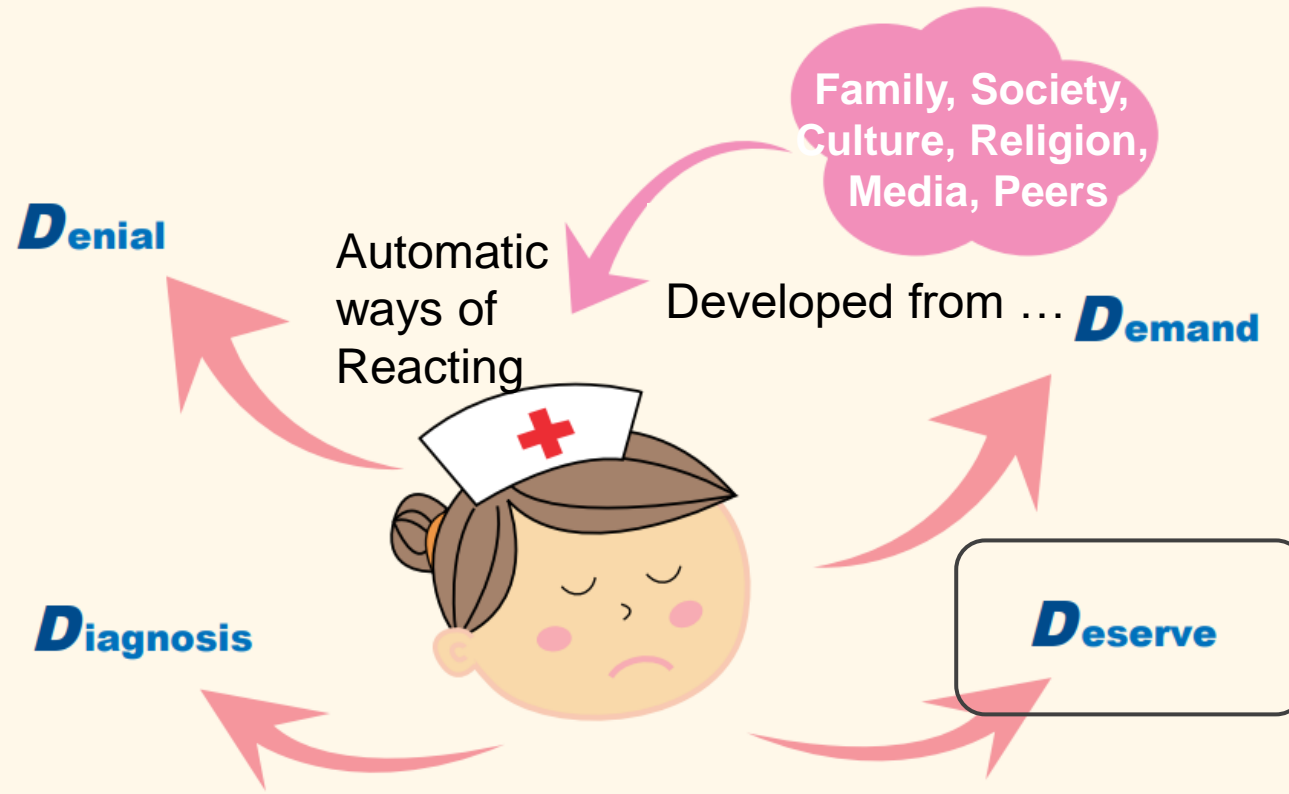 Family, Society,
Culture, Religion,
Media, Peers
Denial
Automatic
ways of
Reacting
Developed from …
Demand
Diagnosis
Deserve